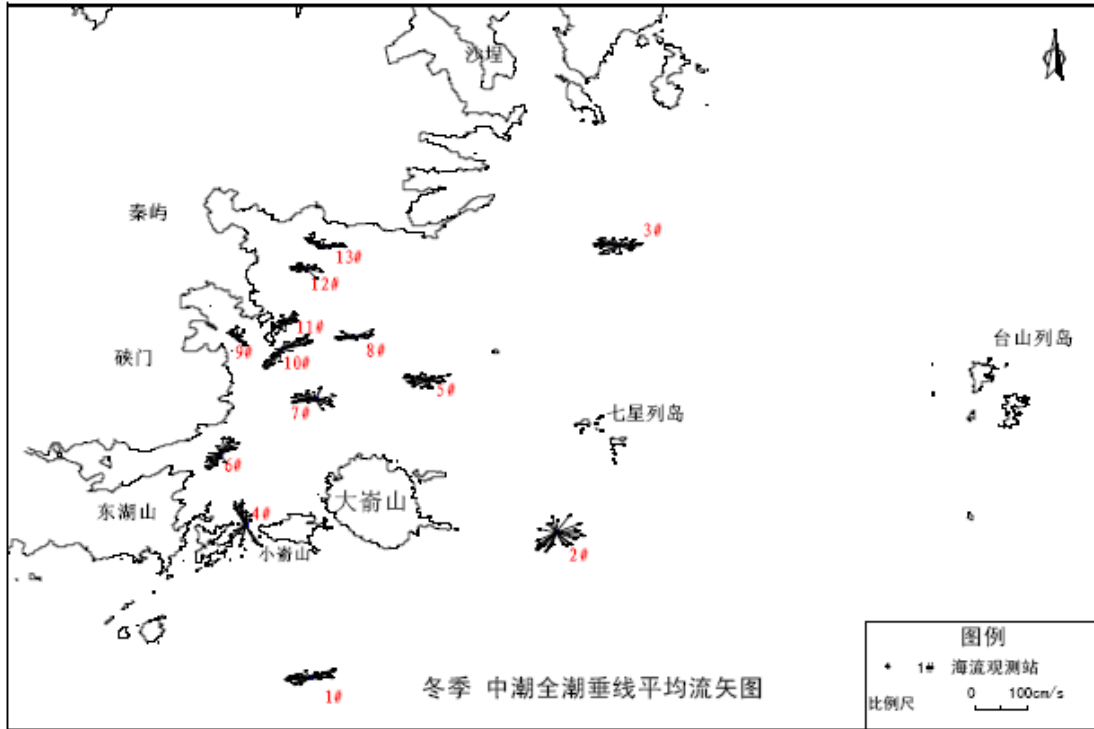 沙埕
秦屿
3#
13#
12#
11#
硤门
9#
10#
8#
台山列岛
5#
7#
七星列岛
6#
东湖山
4#
大嵛山
小嵛山
2#
1#
冬季 中潮全潮垂线平均流矢图
图例
1# 海流观测站
比例尺 0 100cm/s